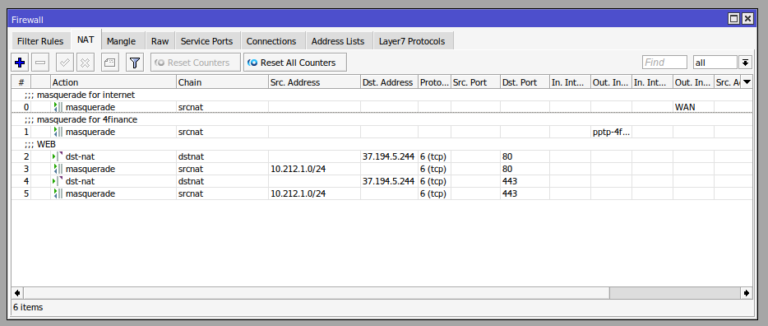 Firewall
Filter Rules NAT Mangle Raw Service Ports Connections Address Lists Layer7 Protocols
Reset Counters Reset All Counters Find all
# Action Chain Src. Address Dst. Address Proto... Src. Port Dst. Port In. Int... Out. In... In. Int... Out. In... Src. Ad
;;; masquerade for internet
0 masquerade srcnat WAN
;;; masquerade for 4finance
1 masquerade srcnat pptp-4f...
;;; WEB
2 dst-nat dstnat 37.194.5.244 6 (tcp) 80
3 masquerade srcnat 10.212.1.0/24 6 (tcp) 80
4 dst-nat dstnat 37.194.5.244 6 (tcp) 443
5 masquerade srcnat 10.212.1.0/24 6 (tcp) 443
6 items